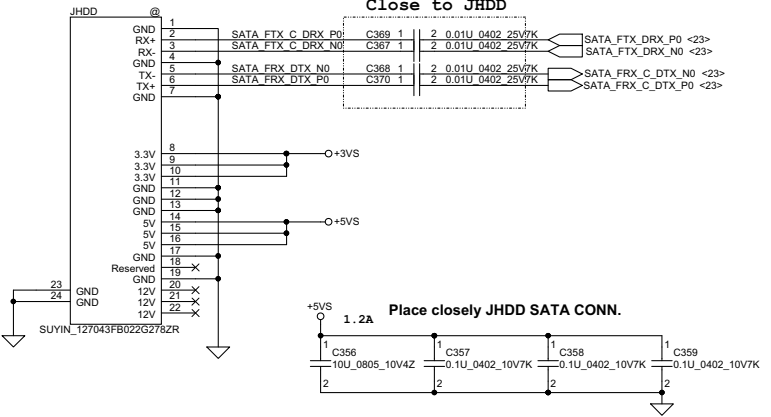 Close to JHDD
JHDD @
GND 1
RX+ 2 SATA_FTX_C_DRX_P0 C369 1 2 0.01U_0402_25V7K SATA_FTX_DRX_P0 <23>
RX- 3 SATA_FTX_C_DRX_N0 C367 1 2 0.01U_0402_25V7K SATA_FTX_DRX_N0 <23>
GND 4
TX- 5 SATA_FRX_DTX_N0 C368 1 2 0.01U_0402_25V7K SATA_FRX_C_DTX_N0 <23>
TX+ 6 SATA_FRX_DTX_P0 C370 1 2 0.01U_0402_25V7K SATA_FRX_C_DTX_P0 <23>
GND 7
3.3V 8 +3VS
3.3V 9
3.3V 10
GND 11
GND 12
GND 13
5V 14 +5VS
5V 15
5V 16
GND 17
Reserved 18
GND 19
23 GND 12V 20
24 GND 12V 21
12V 22
SUYIN_127043FB022G278ZR
+5VS
1.2A Place closely JHDD SATA CONN.
1 1 1 1
C356 C357 C358 C359
10U_0805_10V4Z 0.1U_0402_10V7K 0.1U_0402_10V7K 0.1U_0402_10V7K
2 2 2 2